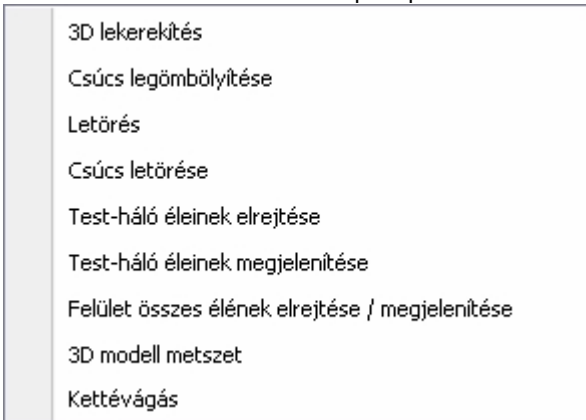 3D lekerekítés
Csúcs legömbölyítése
Letörés
Csúcs letörése
Test-háló éleinek elrejtése
Test-háló éleinek megjelenítése
Felület összes élének elrejtése / megjelenítése
3D modell metszet
Kettévágás